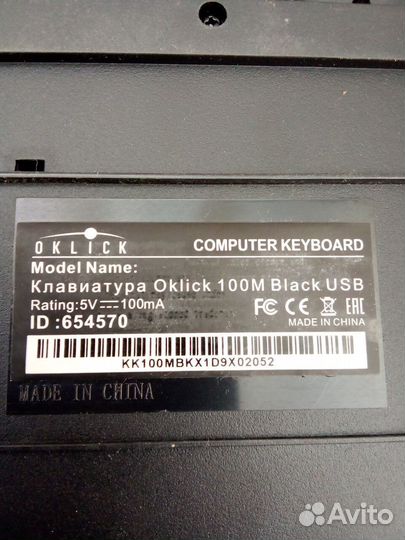 OKLICK COMPUTER KEYBOARD
Model Name:
Клавиатура Oklick 100M Black USB
Rating:5V 100mA
FC CE EAC
ID :654570 MADE IN CHINA
KK100MBKX1D9X02052
MADE IN CHINA
Avito